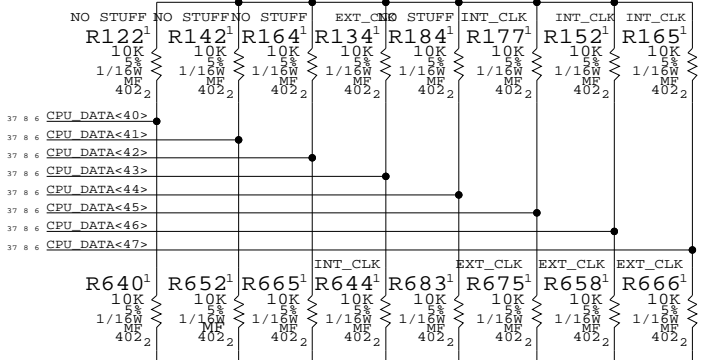 NO STUFF NO STUFF NO STUFF EXT_CLK NO STUFF INT_CLK INT_CLK INT_CLK
R122 1 R142 1 R164 1 R134 1 R184 1 R177 1 R152 1 R165 1
10K 10K 10K 10K 10K 10K 10K 10K
5% 5% 5% 5% 5% 5% 5% 5%
1/16W 1/16W 1/16W 1/16W 1/16W 1/16W 1/16W 1/16W
MF MF MF MF MF MF MF MF
402 2 402 2 402 2 402 2 402 2 402 2 402 2 402 2
37 8 6 CPU_DATA<40>
37 8 6 CPU_DATA<41>
37 8 6 CPU_DATA<42>
37 8 6 CPU_DATA<43>
37 8 6 CPU_DATA<44>
37 8 6 CPU_DATA<45>
37 8 6 CPU_DATA<46>
37 8 6 CPU_DATA<47>
INT_CLK EXT_CLK EXT_CLK EXT_CLK
R640 1 R652 1 R665 1 R644 1 R683 1 R675 1 R658 1 R666 1
10K 10K 10K 10K 10K 10K 10K 10K
5% 5% 5% 5% 5% 5% 5% 5%
1/16W 1/16W 1/16W 1/16W 1/16W 1/16W 1/16W 1/16W
MF MF MF MF MF MF MF MF
402 2 402 2 402 2 402 2 402 2 402 2 402 2 402 2